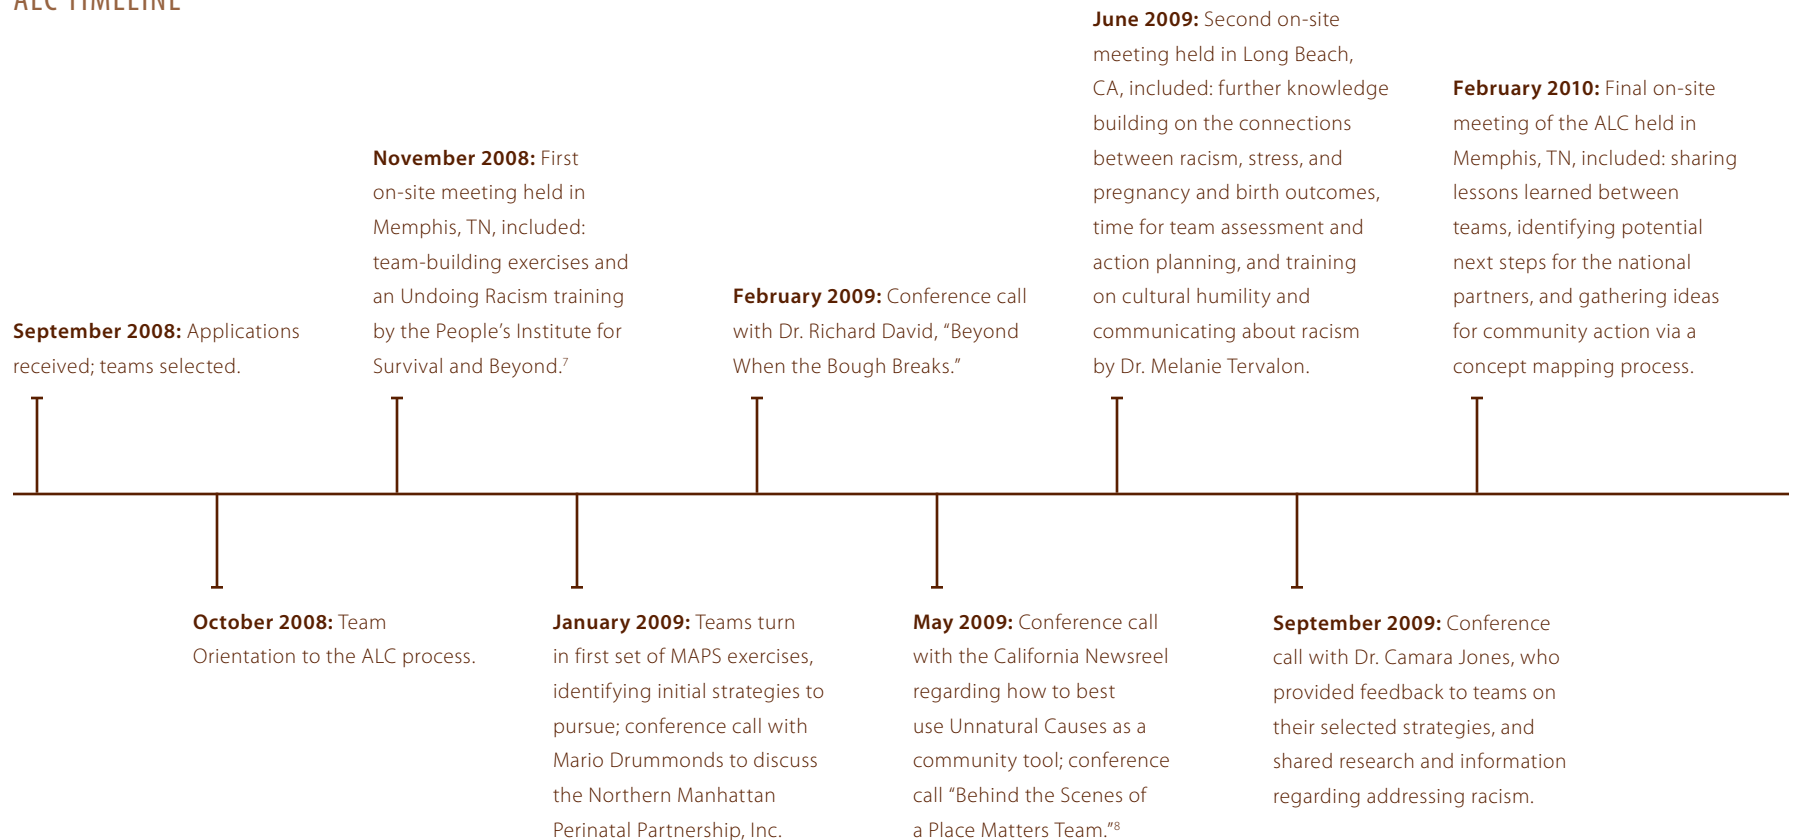 ALC TIMELINE
September 2008: Applications
received; teams selected.
October 2008: Team
Orientation to the ALC process.
November 2008: First
on-site meeting held in
Memphis, TN, included:
team-building exercises and
an Undoing Racism training
by the People’s Institute for
Survival and Beyond.7
January 2009: Teams turn
in first set of MAPS exercises,
identifying initial strategies to
pursue; conference call with
Mario Drummonds to discuss
the Northern Manhattan
Perinatal Partnership, Inc.
February 2009: Conference call
with Dr. Richard David, “Beyond
When the Bough Breaks.”
May 2009: Conference call
with the California Newsreel
regarding how to best
use Unnatural Causes as a
community tool; conference
call “Behind the Scenes of
a Place Matters Team.”8
June 2009: Second on-site
meeting held in Long Beach,
CA, included: further knowledge
building on the connections
between racism, stress, and
pregnancy and birth outcomes,
time for team assessment and
action planning, and training
on cultural humility and
communicating about racism
by Dr. Melanie Tervalon.
September 2009: Conference
call with Dr. Camara Jones, who
provided feedback to teams on
their selected strategies, and
shared research and information
regarding addressing racism.
February 2010: Final on-site
meeting of the ALC held in
Memphis, TN, included: sharing
lessons learned between
teams, identifying potential
next steps for the national
partners, and gathering ideas
for community action via a
concept mapping process.